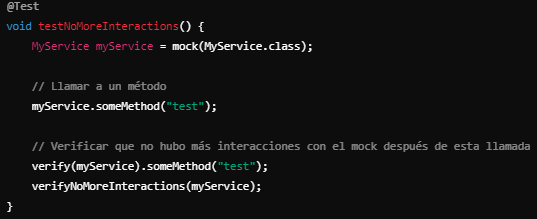 @Test
void testNoMoreInteractions() {
    MyService myService = mock(MyService.class);

    // Llamar a un método
    myService.someMethod("test");

    // Verificar que no hubo más interacciones con el mock después de esta llamada
    verify(myService).someMethod("test");
    verifyNoMoreInteractions(myService);
}